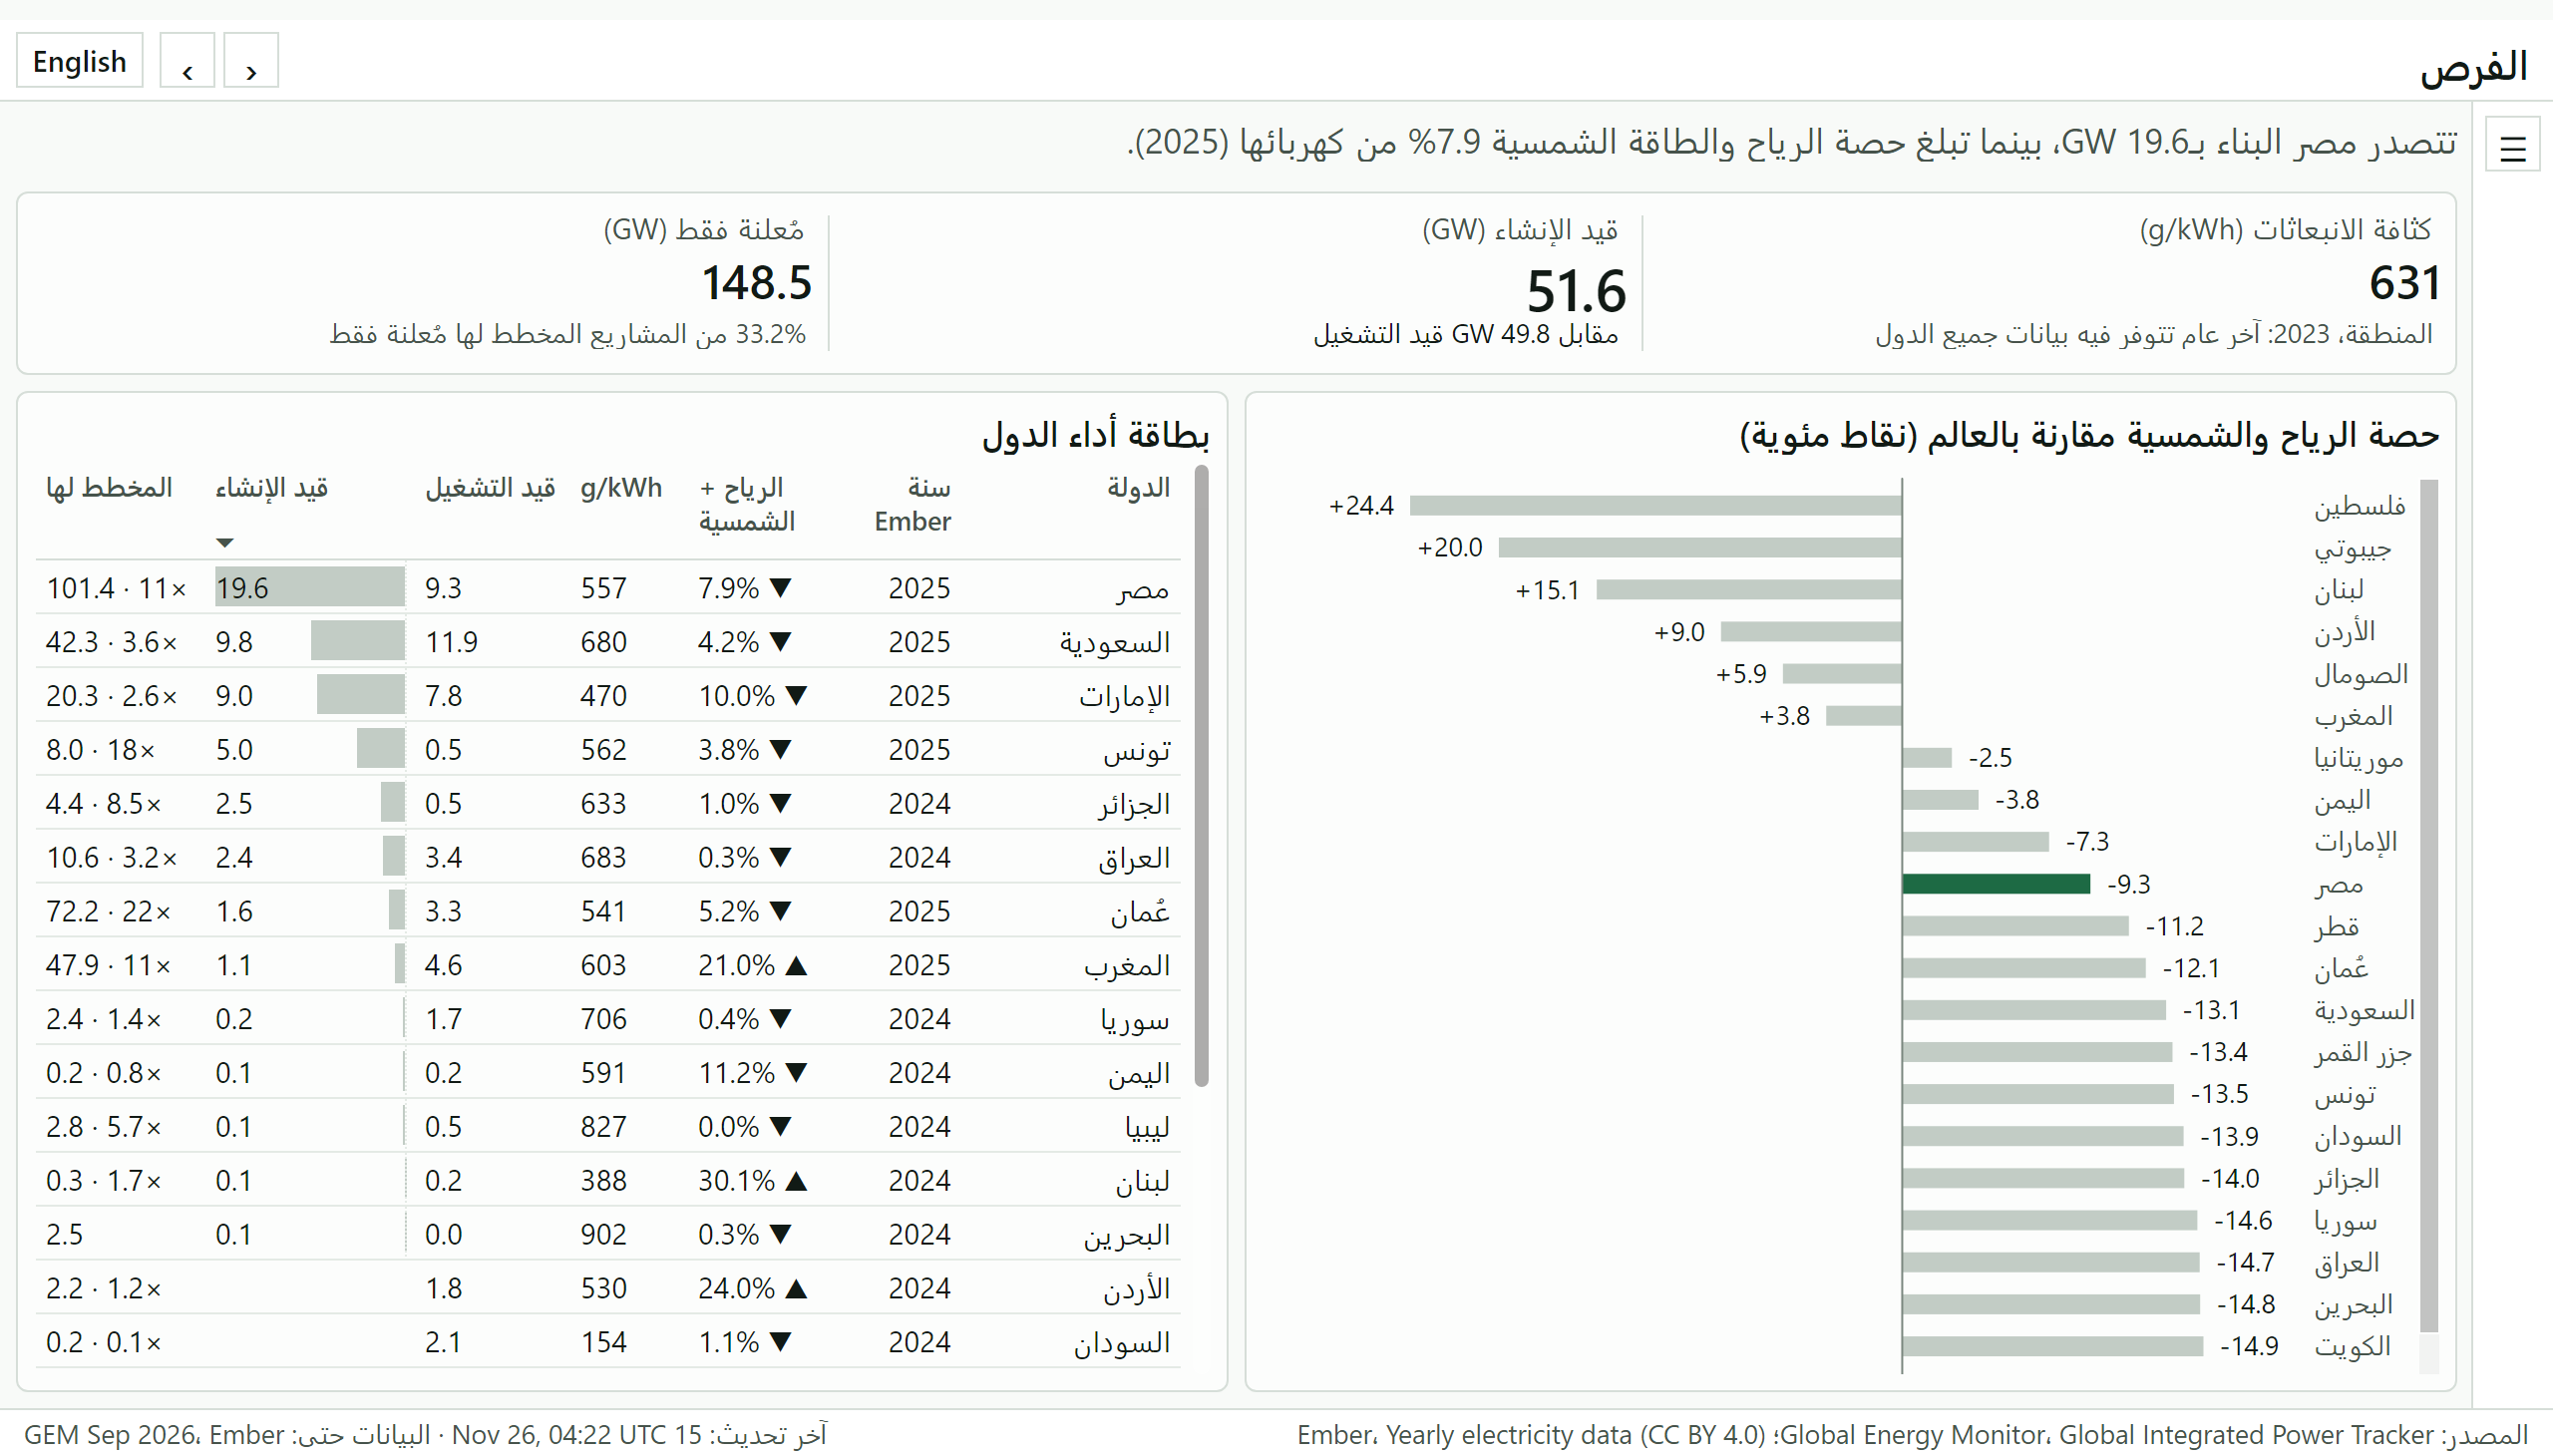 الفرص
English
‹
›
☰
تتصدر مصر البناء بـ19.6 GW، بينما تبلغ حصة الرياح والطاقة الشمسية 7.9% من كهربائها (2025).
كثافة الانبعاثات (g/kWh)
631
المنطقة، 2023: آخر عام تتوفر فيه بيانات جميع الدول
قيد الإنشاء (GW)
51.6
مقابل 49.8 GW قيد التشغيل
مُعلنة فقط (GW)
148.5
33.2% من المشاريع المخطط لها مُعلنة فقط
حصة الرياح والشمسية مقارنة بالعالم (نقاط مئوية)
فلسطين +24.4
جيبوتي +20.0
لبنان +15.1
الأردن +9.0
الصومال +5.9
المغرب +3.8
موريتانيا -2.5
اليمن -3.8
الإمارات -7.3
مصر -9.3
قطر -11.2
عُمان -12.1
السعودية -13.1
جزر القمر -13.4
تونس -13.5
السودان -13.9
الجزائر -14.0
سوريا -14.6
العراق -14.7
البحرين -14.8
الكويت -14.9
بطاقة أداء الدول
الدولة سنة Ember الرياح + الشمسية g/kWh قيد التشغيل قيد الإنشاء المخطط لها
مصر 2025 7.9% ▼ 557 9.3 19.6 101.4 · 11×
السعودية 2025 4.2% ▼ 680 11.9 9.8 42.3 · 3.6×
الإمارات 2025 10.0% ▼ 470 7.8 9.0 20.3 · 2.6×
تونس 2025 3.8% ▼ 562 0.5 5.0 8.0 · 18×
الجزائر 2024 1.0% ▼ 633 0.5 2.5 4.4 · 8.5×
العراق 2024 0.3% ▼ 683 3.4 2.4 10.6 · 3.2×
عُمان 2025 5.2% ▼ 541 3.3 1.6 72.2 · 22×
المغرب 2025 21.0% ▲ 603 4.6 1.1 47.9 · 11×
سوريا 2024 0.4% ▼ 706 1.7 0.2 2.4 · 1.4×
اليمن 2024 11.2% ▼ 591 0.2 0.1 0.2 · 0.8×
ليبيا 2024 0.0% ▼ 827 0.5 0.1 2.8 · 5.7×
لبنان 2024 30.1% ▲ 388 0.2 0.1 0.3 · 1.7×
البحرين 2024 0.3% ▼ 902 0.0 0.1 2.5
الأردن 2024 24.0% ▲ 530 1.8 2.2 · 1.2×
السودان 2024 1.1% ▼ 154 2.1 0.2 · 0.1×
المصدر: Ember، Yearly electricity data (CC BY 4.0)؛ Global Energy Monitor، Global Integrated Power Tracker
آخر تحديث: 15 Nov 26, 04:22 UTC · البيانات حتى: GEM Sep 2026، Ember